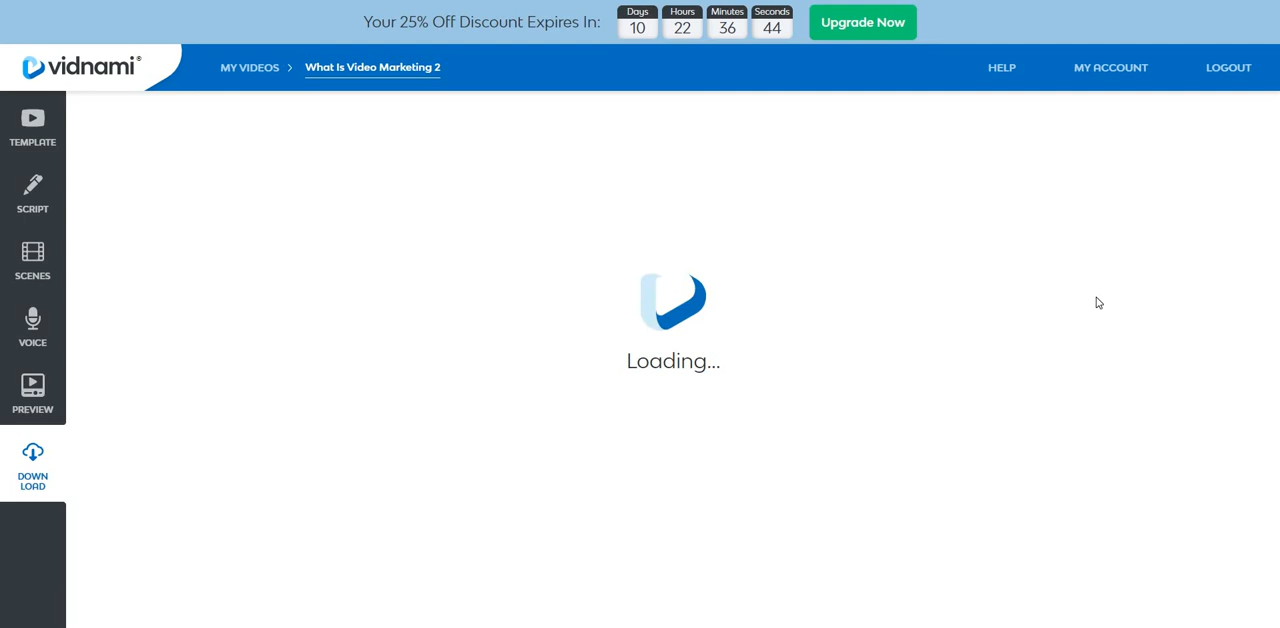 Your 25% Off Discount Expires In:
Days Hours Minutes Seconds
10 22 36 44
Upgrade Now
vidnami®
MY VIDEOS > What Is Video Marketing 2
HELP MY ACCOUNT LOGOUT
TEMPLATE
SCRIPT
SCENES
VOICE
PREVIEW
DOWN
LOAD
Loading...